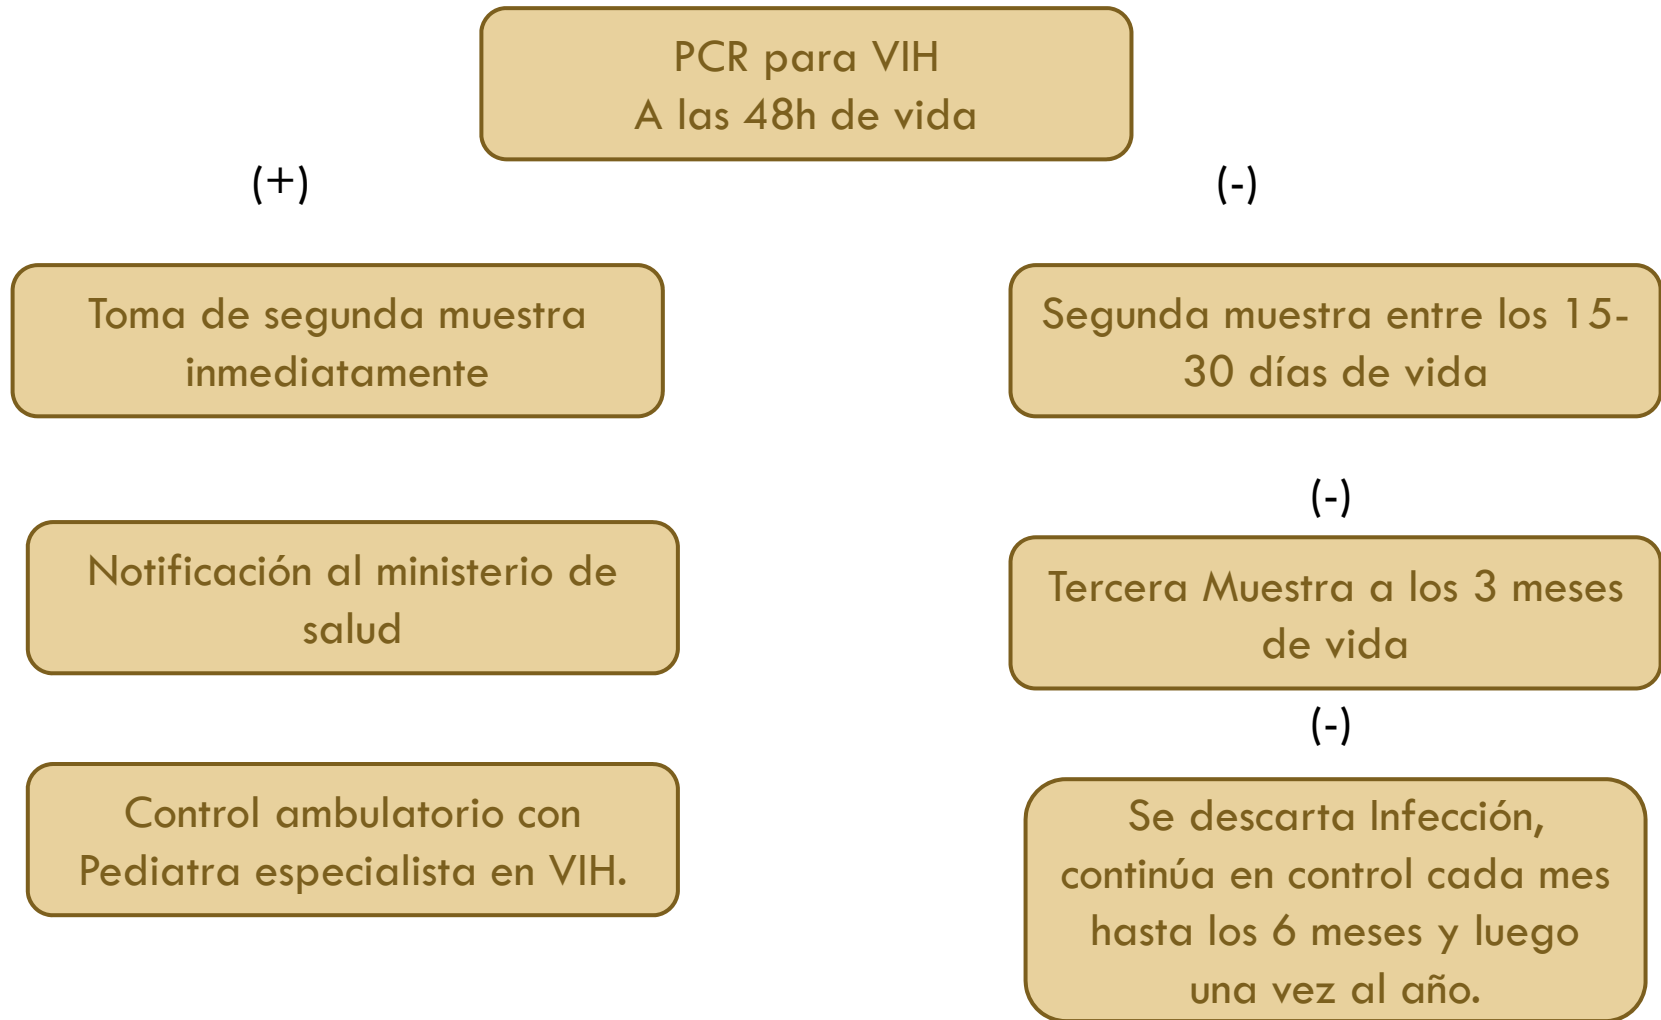 PCR para VIH
A las 48h de vida
(+)
(-)
Toma de segunda muestra
inmediatamente
Segunda muestra entre los 15-
30 días de vida
(-)
Notificación al ministerio de
salud
Tercera Muestra a los 3 meses
de vida
(-)
Control ambulatorio con
Pediatra especialista en VIH.
Se descarta Infección,
continúa en control cada mes
hasta los 6 meses y luego
una vez al año.